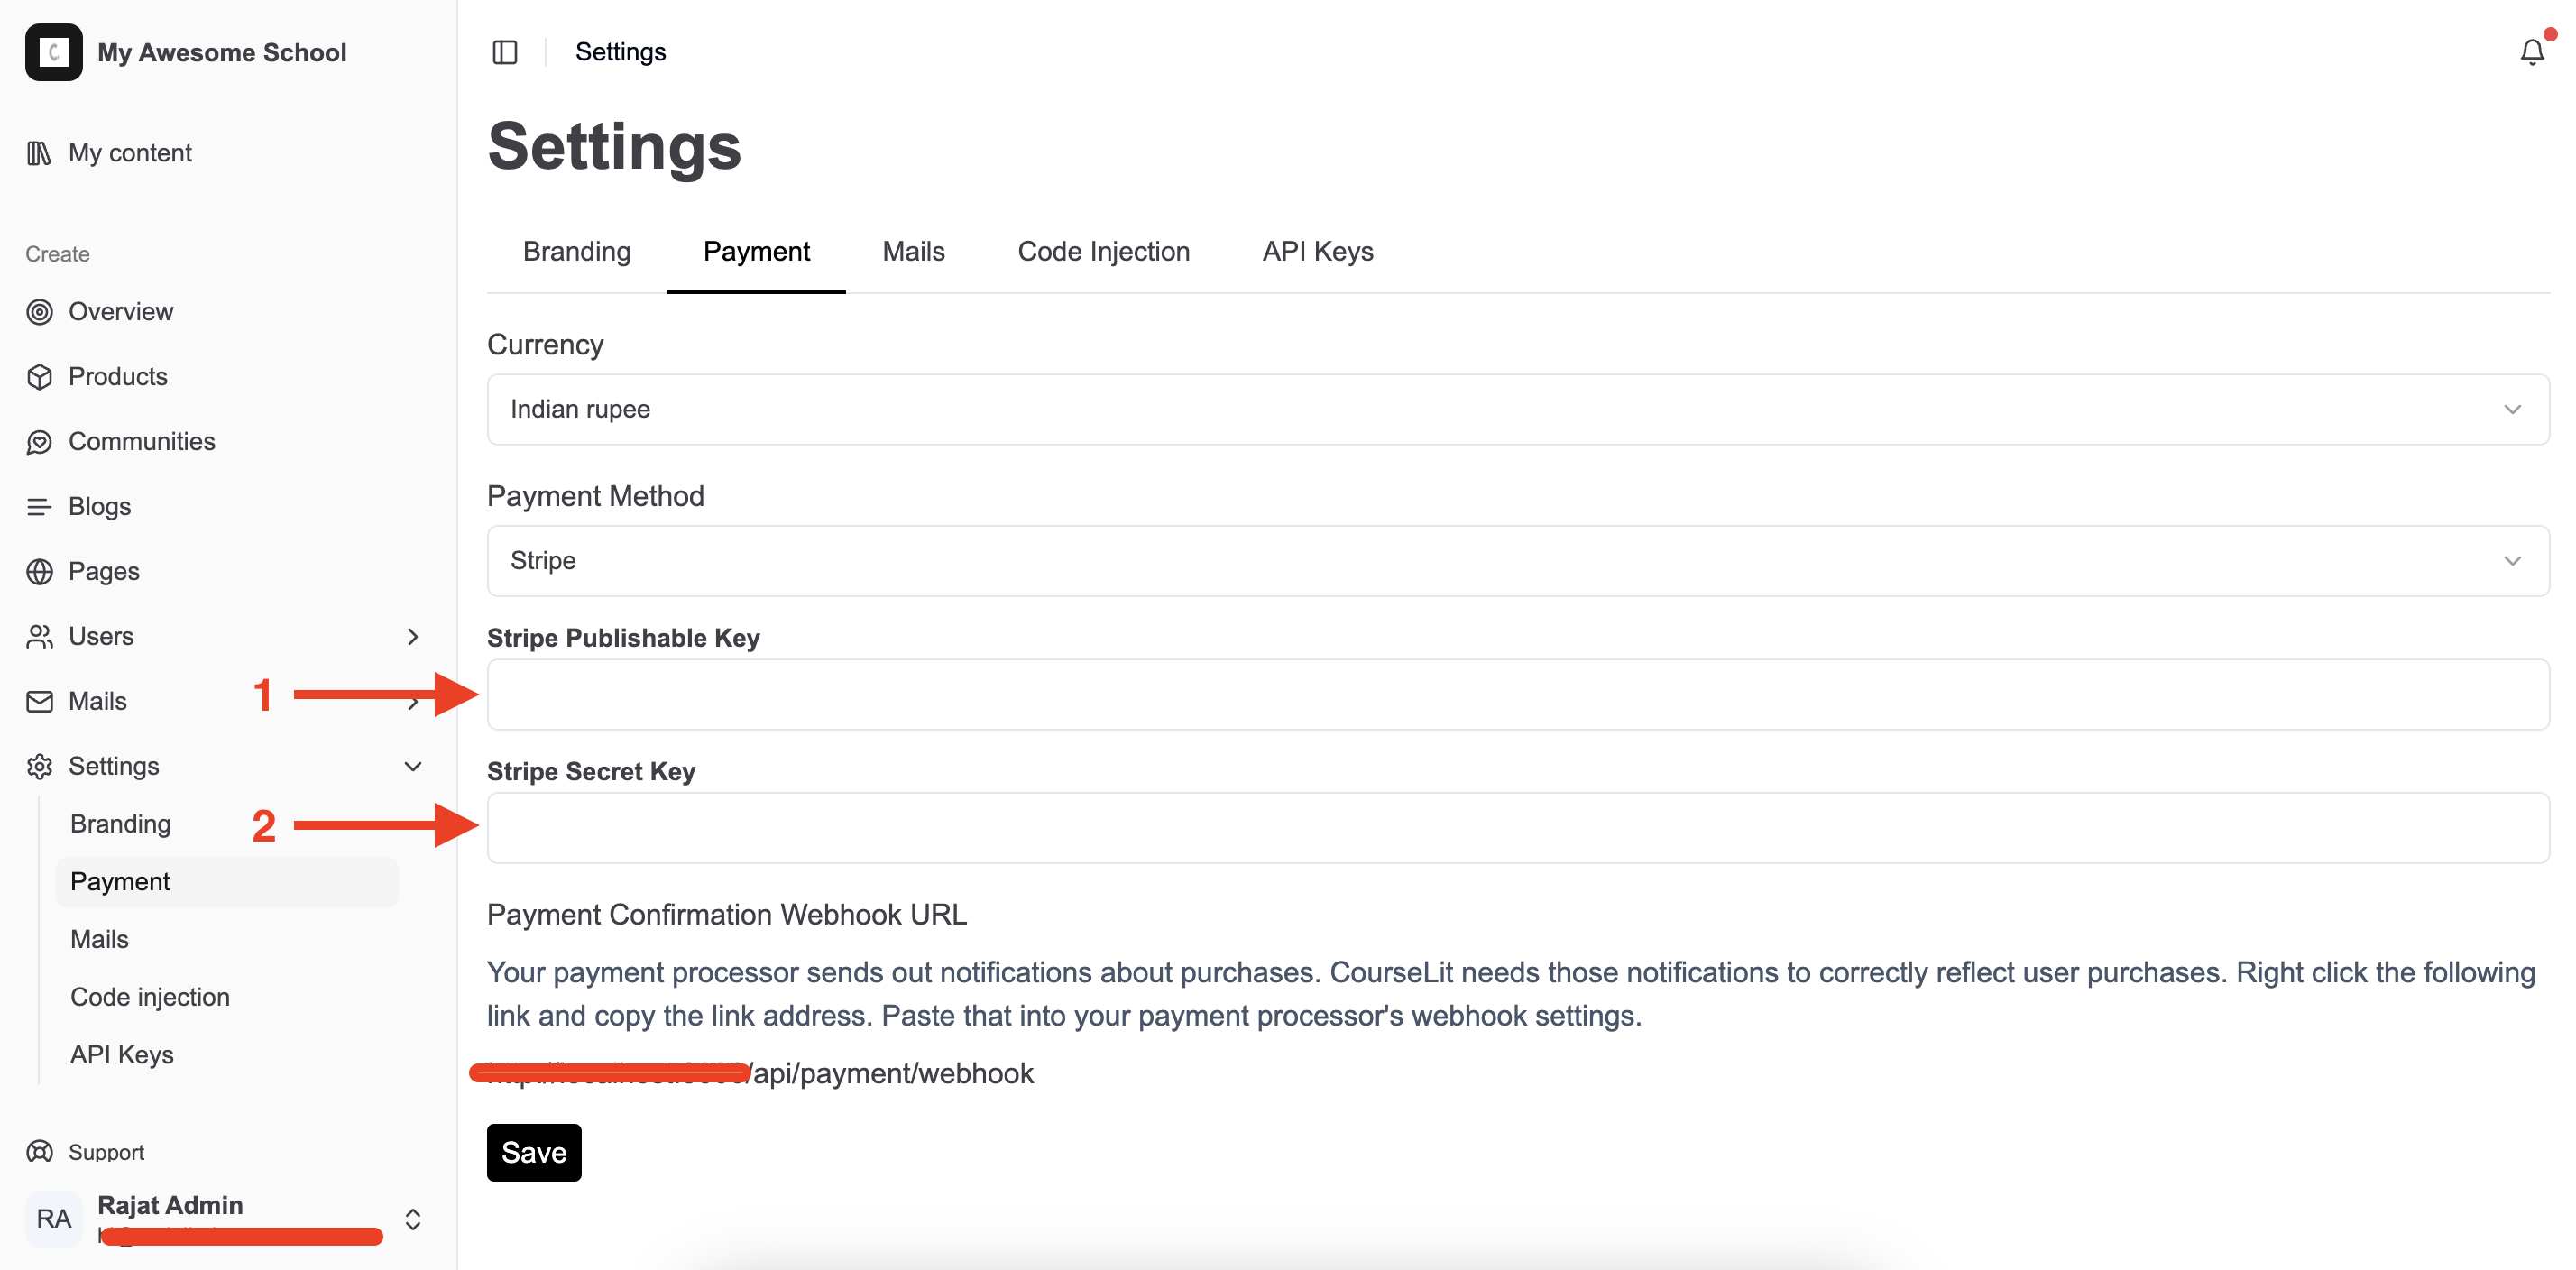 My Awesome School
My content
Create
Overview
Products
Communities
Blogs
Pages
Users
Mails
Settings
Branding
Payment
Mails
Code injection
API Keys
Support
RA
Rajat Admin
Settings
Settings
Branding Payment Mails Code Injection API Keys
Currency
Indian rupee
Payment Method
Stripe
Stripe Publishable Key
1
Stripe Secret Key
2
Payment Confirmation Webhook URL
Your payment processor sends out notifications about purchases. CourseLit needs those notifications to correctly reflect user purchases. Right click the following
link and copy the link address. Paste that into your payment processor's webhook settings.
/api/payment/webhook
Save